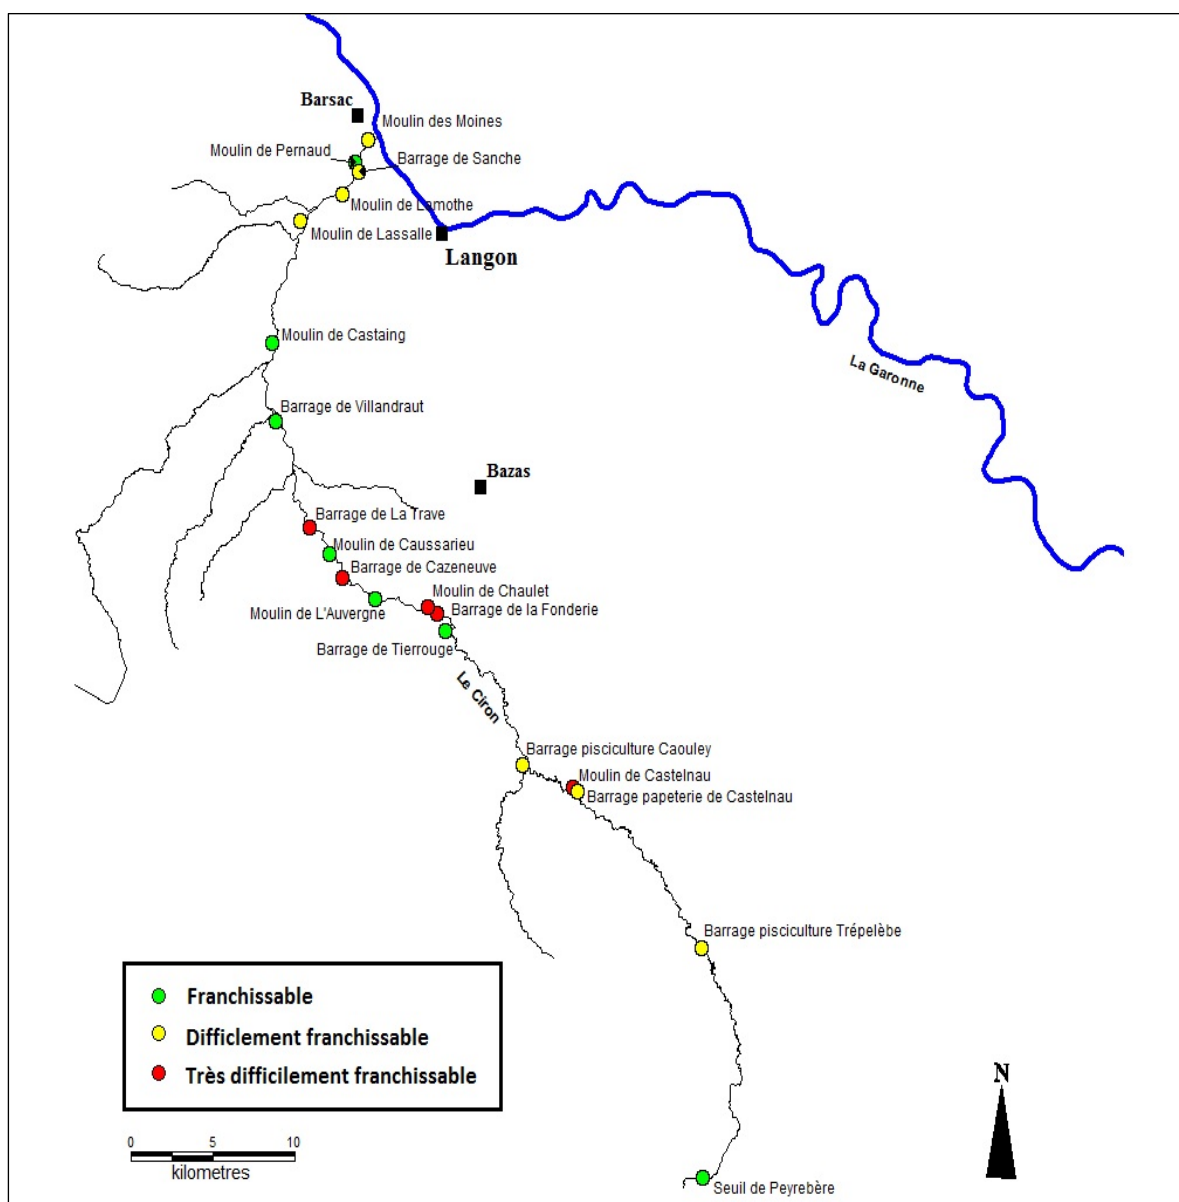 Barsac
Moulin des Moines
Moulin de Pernaud
Barrage de Sanche
Moulin de Lamothe
Moulin de Lassalle
Langon
Moulin de Castaing
La Garonne
Barrage de Villandraut
Bazas
Barrage de La Trave
Moulin de Caussarieu
Barrage de Cazeneuve
Moulin de Chaulet
Moulin de L'Auvergne
Barrage de la Fonderie
Barrage de Tierrouge
Le Ciron
Barrage pisciculture Caouley
Moulin de Castelnau
Barrage papeterie de Castelnau
Barrage pisciculture Trépelèbe
Franchissable
Difficlement franchissable
Très difficilement franchissable
N
0 5 10
kilometres
Seuil de Peyrebère